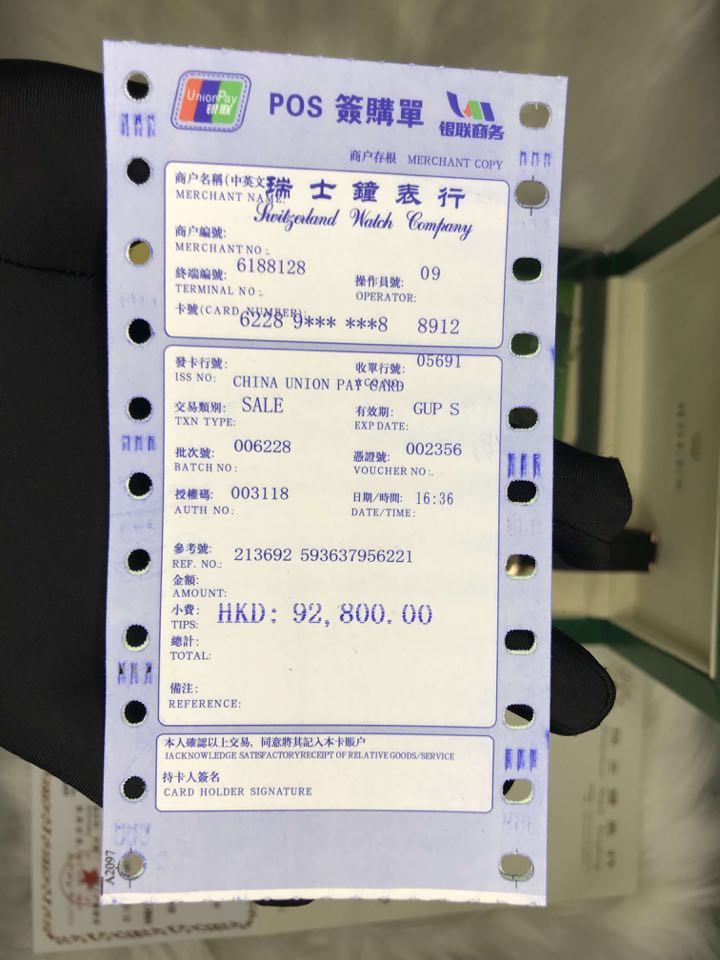 UnionPay
银联
POS 簽購單
银联商务
商户存根 MERCHANT COPY
商户名稱(中英文
MERCHANT NAME:
瑞士鐘表行
Switzerland Watch Company
商户編號:
MERCHANT NO:.
終端編號: 6188128
TERMINAL NO:.
操作員號: 09
OPERATOR:
卡號(CARD NUMBER):
6228 9*** ***8 8912
發卡行號:
ISS NO: CHINA UNION PAY CARD
收單行號: 05691
交易類別: SALE
TXN TYPE:
有效期: GUP S
EXP DATE:
批次號: 006228
BATCH NO:
憑證號: 002356
VOUCHER NO:.
授權碼: 003118
AUTH NO:
日期/時間: 16:36
DATE/TIME:
參考號:
REF. NO.: 213692 593637956221
金額:
AMOUNT:
小費: HKD: 92,800.00
TIPS:
總計:
TOTAL:
備注:
REFERENCE:
本人確認以上交易, 同意將其記入本卡賬户
IACKNOWLEDGE SATISFACTORYRECEIPT OF RELATIVE GOODS/SERVICE
持卡人簽名
CARD HOLDER SIGNATURE
A2097